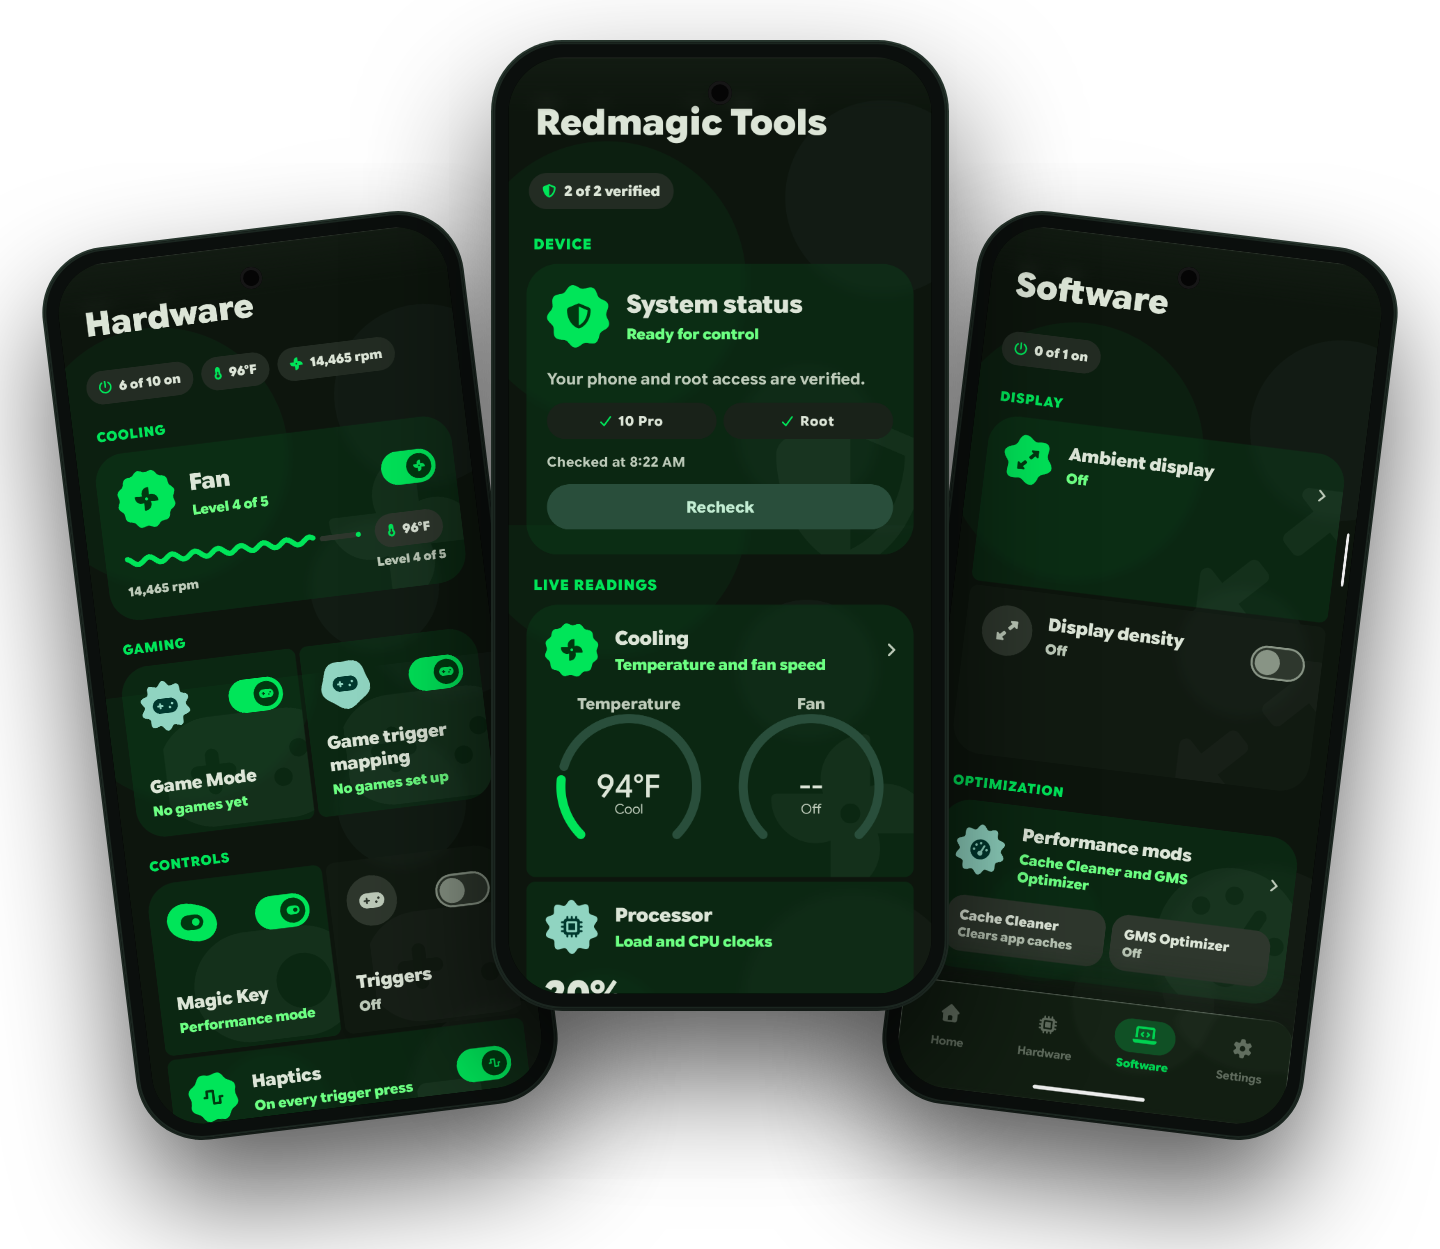 Hardware
6 of 10 on
96°F
14,465 rpm
COOLING
Fan
Level 4 of 5
96°F
Level 4 of 5
14,465 rpm
GAMING
Game Mode
No games yet
Game trigger
mapping
No games set up
CONTROLS
Magic Key
Performance mode
Triggers
Off
Haptics
On every trigger press
Redmagic Tools
2 of 2 verified
DEVICE
System status
Ready for control
Your phone and root access are verified.
10 Pro
Root
Checked at 8:22 AM
Recheck
LIVE READINGS
Cooling
Temperature and fan speed
Temperature
Fan
94°F
Cool
--
Off
Processor
Load and CPU clocks
Software
0 of 1 on
DISPLAY
Ambient display
Off
Display density
Off
OPTIMIZATION
Performance mods
Cache Cleaner and GMS
Optimizer
Cache Cleaner
Clears app caches
GMS Optimizer
Off
Home
Hardware
Software
Settings